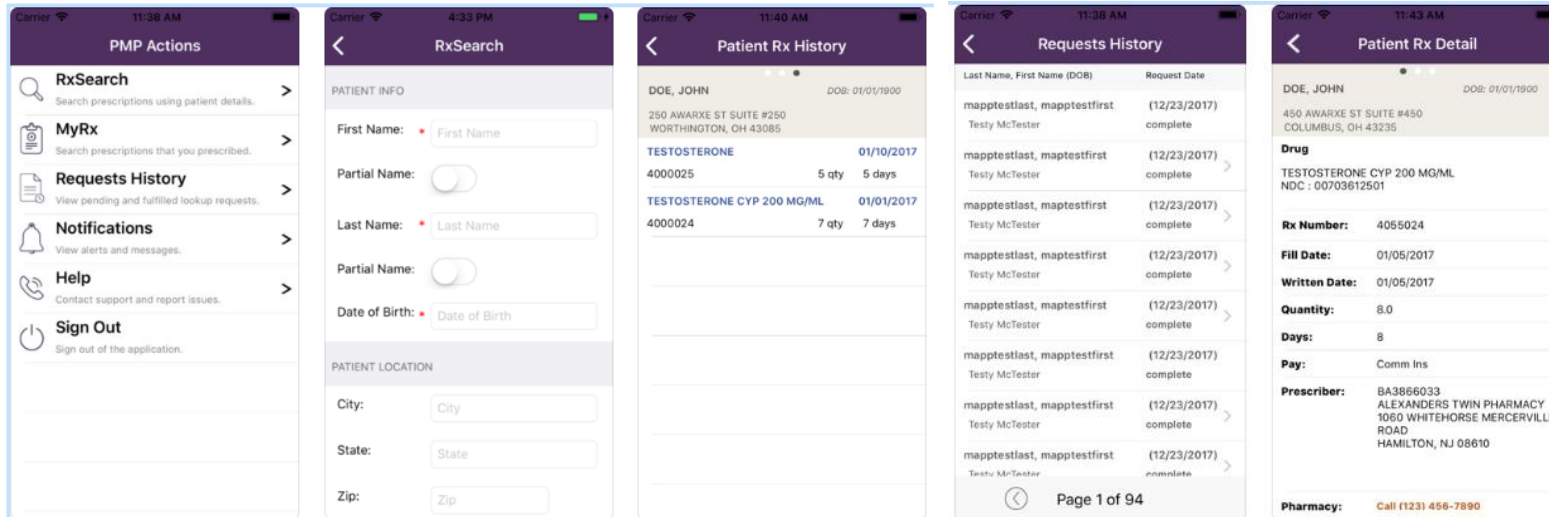 Carrier 11:38 AM
PMP Actions
RxSearch
Search prescriptions using patient details.
MyRx
Search prescriptions that you prescribed.
Requests History
View pending and fulfilled lookup requests.
Notifications
View alerts and messages.
Help
Contact support and report issues.
Sign Out
Sign out of the application.
Carrier 4:33 PM
RxSearch
PATIENT INFO
First Name: * First Name
Partial Name:
Last Name: * Last Name
Partial Name:
Date of Birth: * Date of Birth
PATIENT LOCATION
City: City
State: State
Zip: Zip
Carrier 11:40 AM
Patient Rx History
DOE, JOHN DOB: 01/01/1900
250 AWARXE ST SUITE #250
WORTHINGTON, OH 43085
TESTOSTERONE 01/10/2017
4000025 5 qty 5 days
TESTOSTERONE CYP 200 MG/ML 01/01/2017
4000024 7 qty 7 days
Carrier 11:38 AM
Requests History
Last Name, First Name (DOB) Request Date
mapptestlast, mapptestfirst (12/23/2017)
Testy McTester complete
mapptestlast, maptestfirst (12/23/2017)
Testy McTester complete
mapptestlast, mapptestfirst (12/23/2017)
Testy McTester complete
mapptestlast, mapptestfirst (12/23/2017)
Testy McTester complete
mapptestlast, mapptestfirst (12/23/2017)
Testy McTester complete
mapptestlast, mapptestfirst (12/23/2017)
Testy McTester complete
mapptestlast, mapptestfirst (12/23/2017)
Testy McTester complete
mapptestlast, mapptestfirst (12/23/2017)
Testy McTester complete
Page 1 of 94
Carrier 11:43 AM
Patient Rx Detail
DOE, JOHN DOB: 01/01/1900
450 AWARXE ST SUITE #450
COLUMBUS, OH 43235
Drug
TESTOSTERONE CYP 200 MG/ML
NDC : 00703612501
Rx Number: 4055024
Fill Date: 01/05/2017
Written Date: 01/05/2017
Quantity: 8.0
Days: 8
Pay: Comm Ins
Prescriber: BA3866033
ALEXANDERS TWIN PHARMACY
1060 WHITEHORSE MERCERVILL
ROAD
HAMILTON, NJ 08610
Pharmacy: Call (123) 456-7890